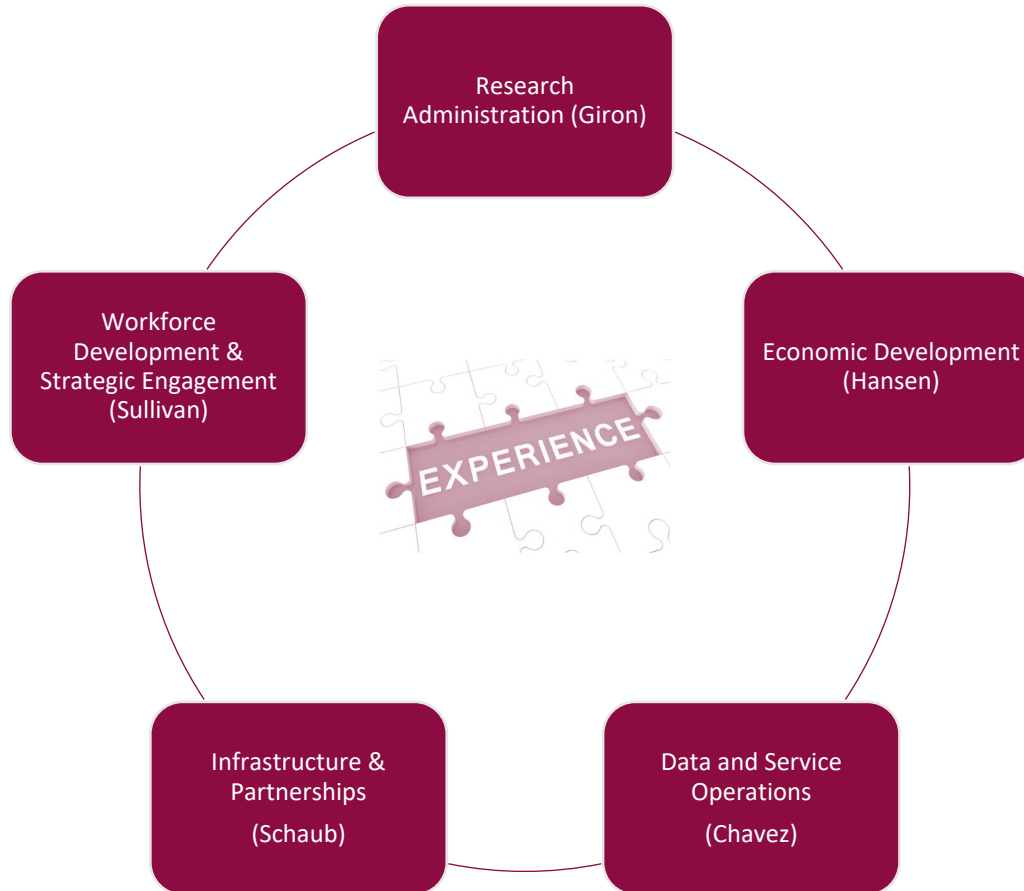 Research
Administration (Giron)
Workforce
Development &
Strategic Engagement
(Sullivan)
Economic Development
(Hansen)
EXPERIENCE
Infrastructure &
Partnerships
(Schaub)
Data and Service
Operations
(Chavez)